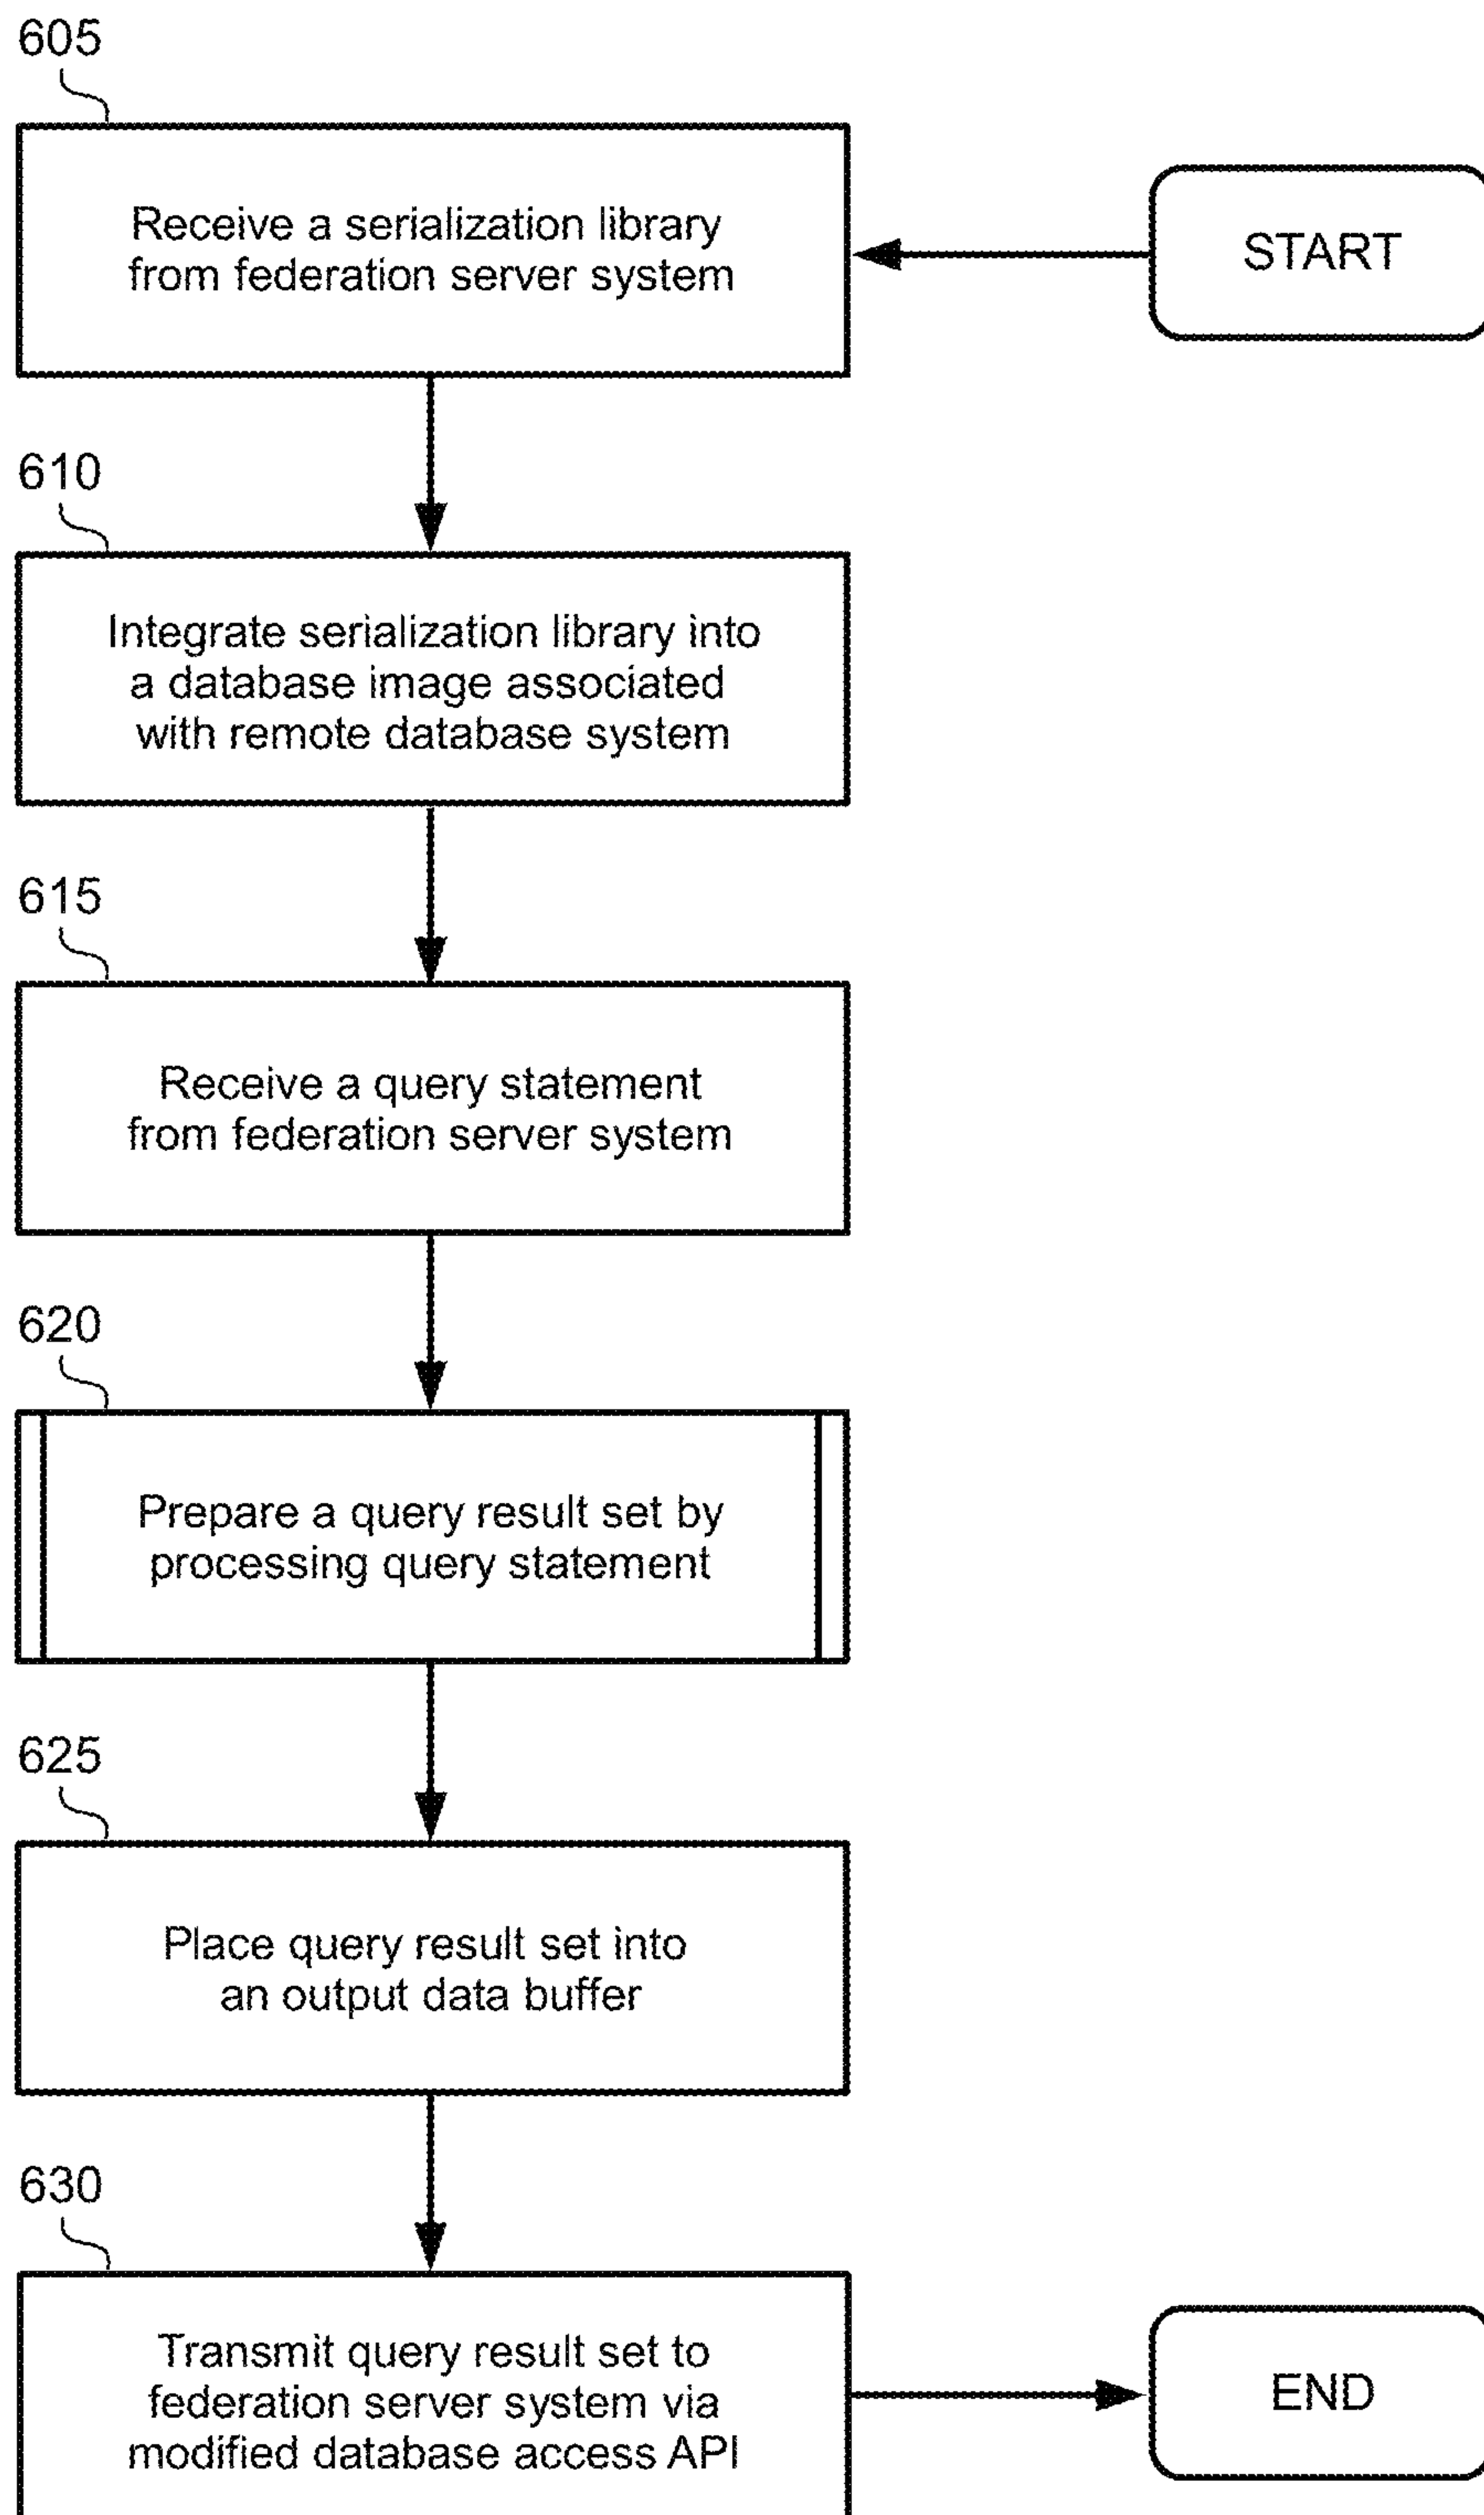 605
Receive a serialization library
from federation server system
START
610
Integrate serialization library into
a database image associated
with remote database system
615
Receive a query statement
from federation server system
620
Prepare a query result set by
processing query statement
625
Place query result set into
an output data buffer
630
Transmit query result set to
federation server system via
modified database access API
END